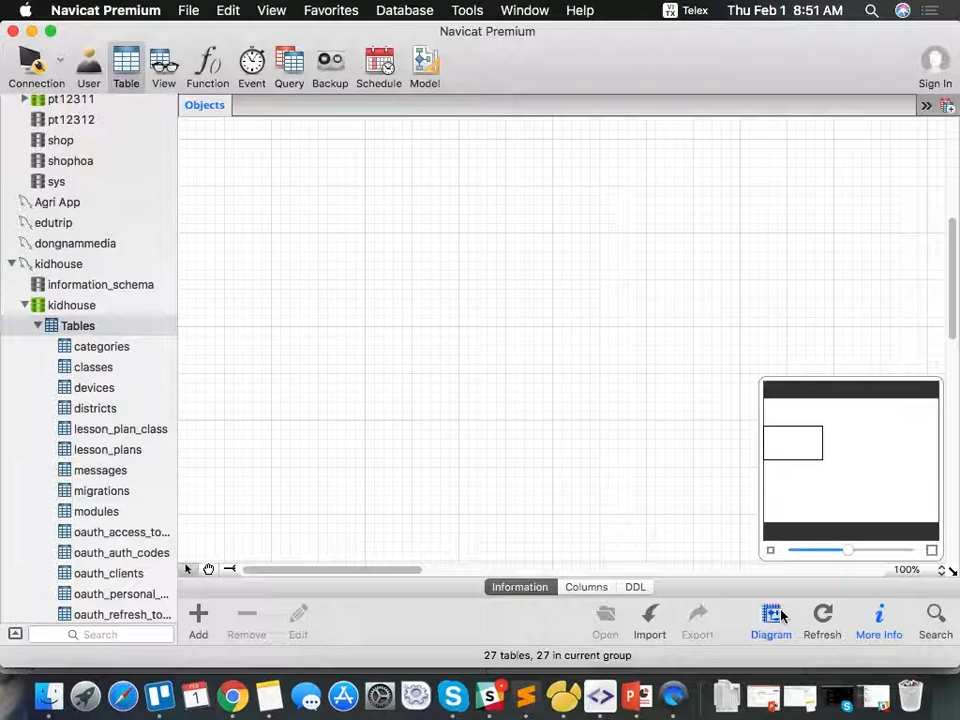 Navicat Premium File Edit View Favorites Database Tools Window Help VI TX Telex Thu Feb 1 8:51 AM
Navicat Premium
Connection User Table View Function Event Query Backup Schedule Model Sign In
Objects
pt12311
pt12312
shop
shophoa
sys
Agri App
edutrip
dongnammedia
kidhouse
information_schema
kidhouse
Tables
categories
classes
devices
districts
lesson_plan_class
lesson_plans
messages
migrations
modules
oauth_access_to...
oauth_auth_codes
oauth_clients
oauth_personal_...
oauth_refresh_to...
Search
100%
Information Columns DDL
Add Remove Edit Open Import Export Diagram Refresh More Info Search
27 tables, 27 in current group